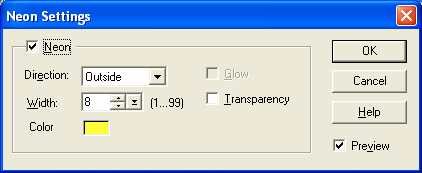 Neon Settings
Neon
OK
Direction: Outside
Glow
Cancel
Width: 8 (1...99)
Transparency
Help
Color
Preview